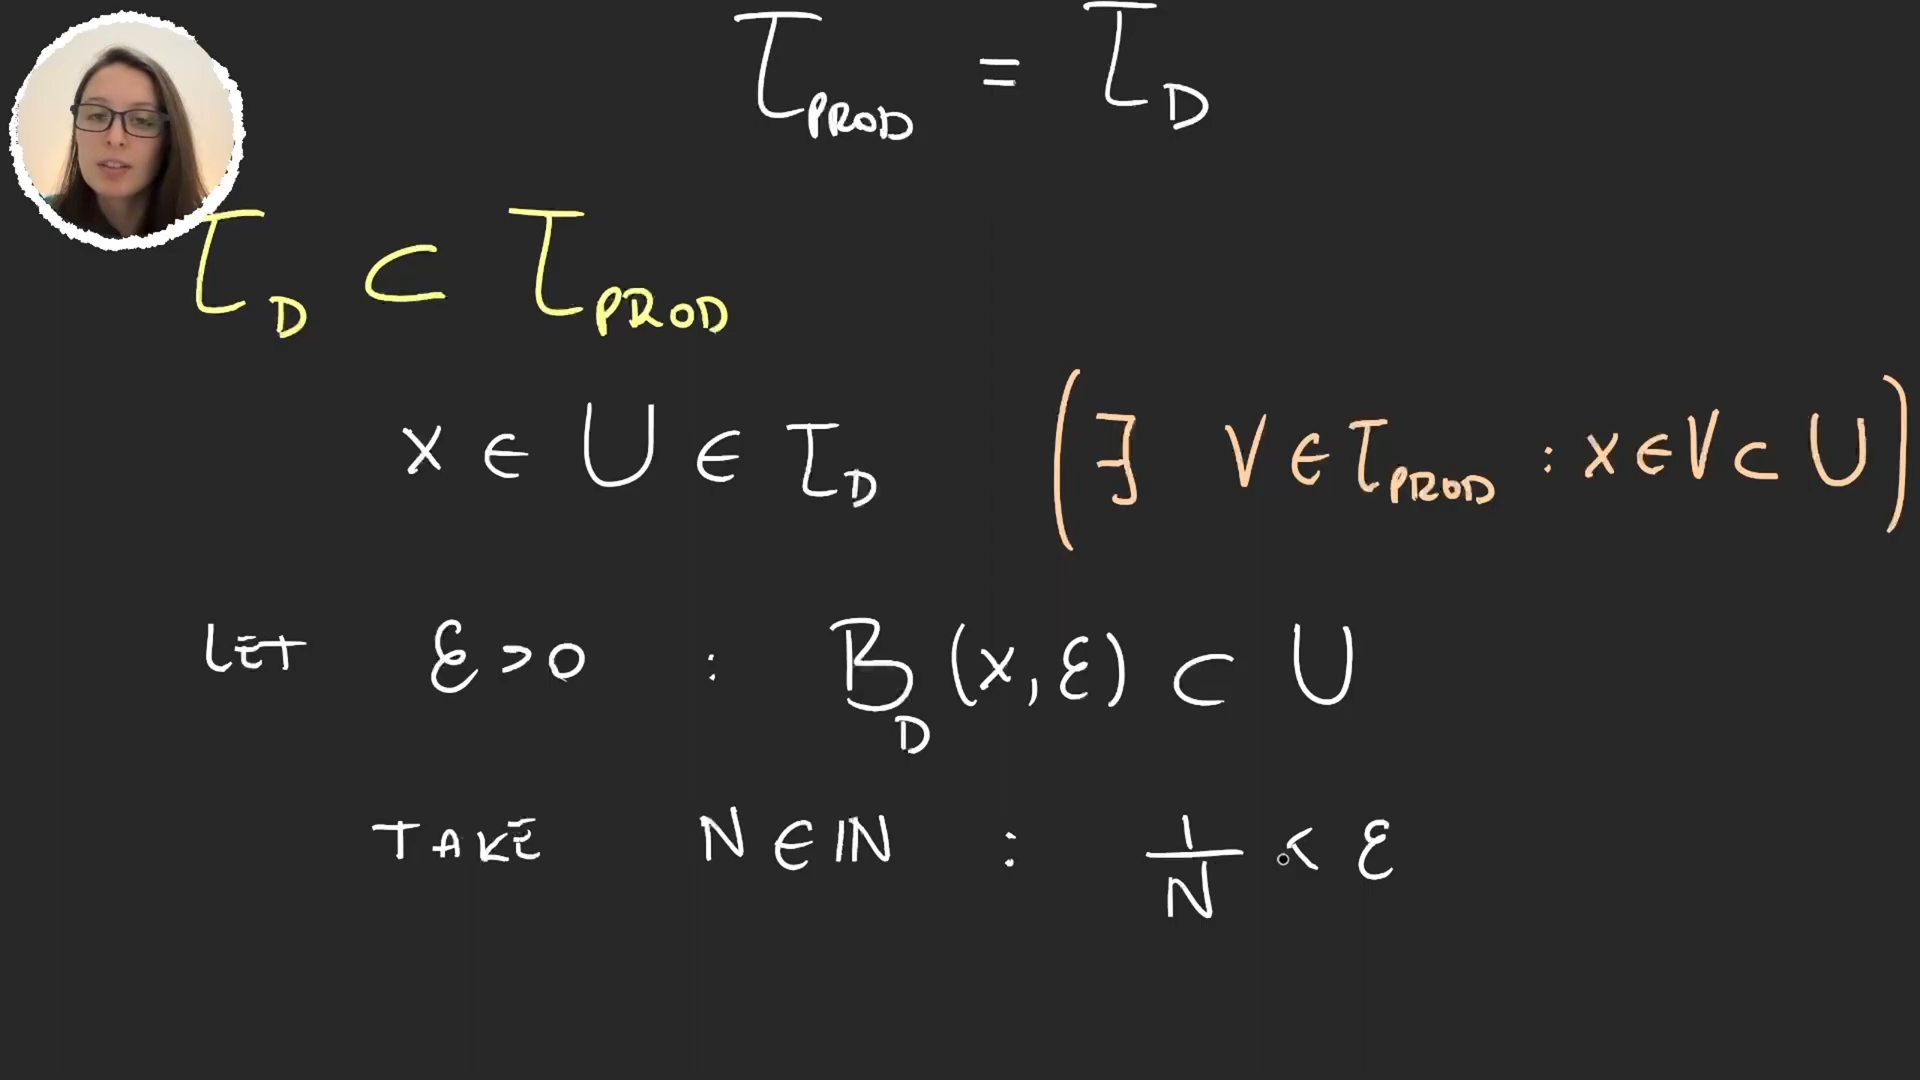 τ_PROD = τ_D
τ_D ⊂ τ_PROD
x ∈ U ∈ τ_D (∃ V ∈ τ_PROD : x ∈ V ⊂ U)
LET ε > 0 : B_D (x, ε) ⊂ U
TAKE N ∈ ℕ : 1/N < ε